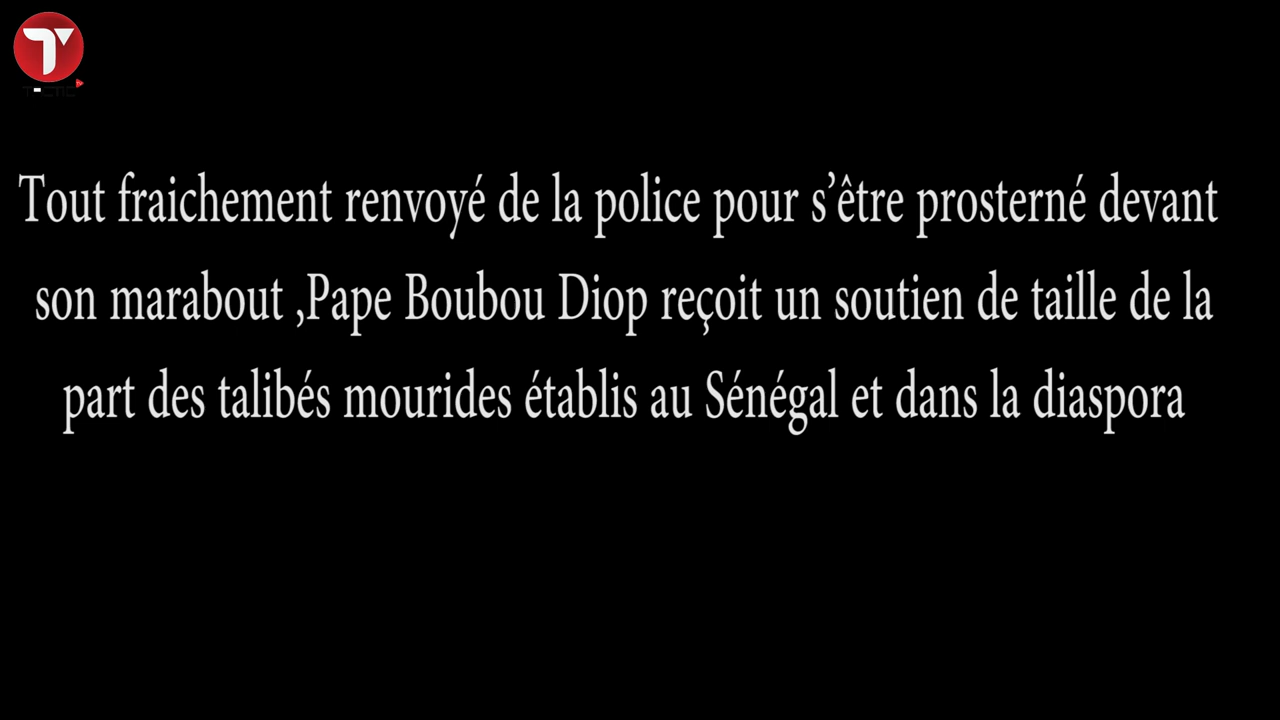 Tout fraichement renvoyé de la police pour s’être prosterné devant
son marabout ,Pape Boubou Diop reçoit un soutien de taille de la
part des talibés mourides établis au Sénégal et dans la diaspora